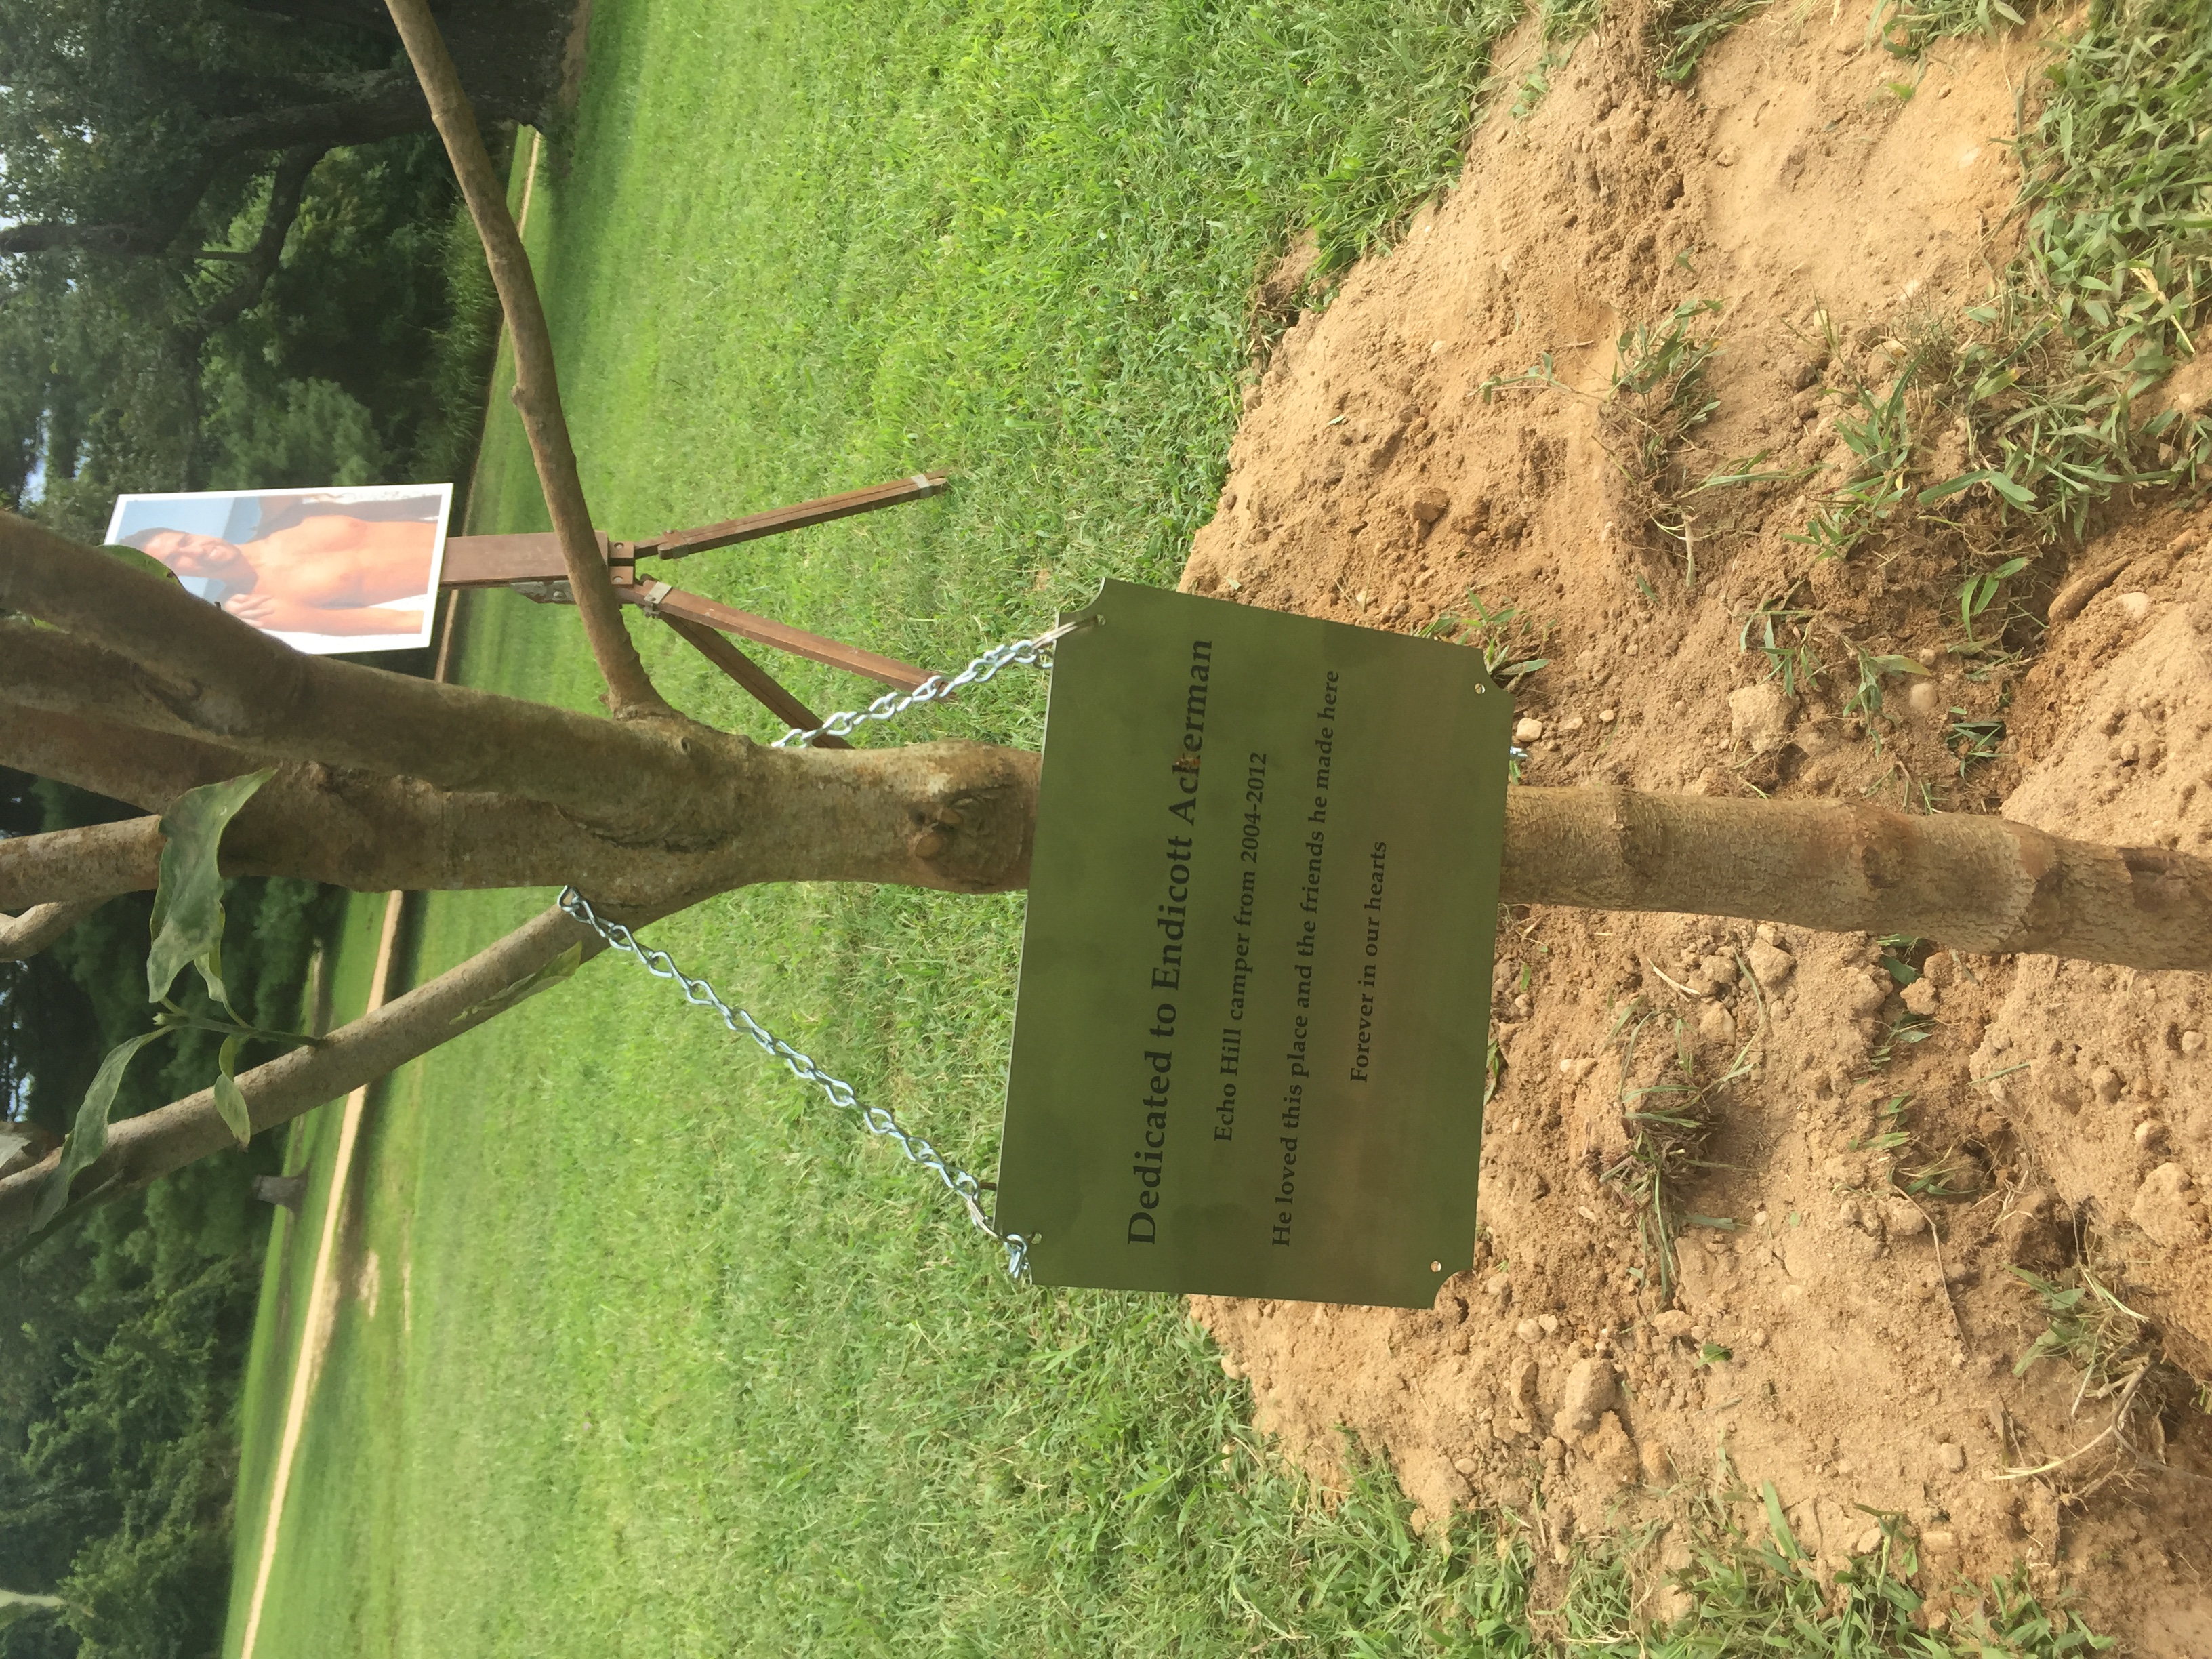 Dedicated to Endicott Ackerman
Echo Hill camper from 2004-2012
He loved this place and the friends he made here
Forever in our hearts